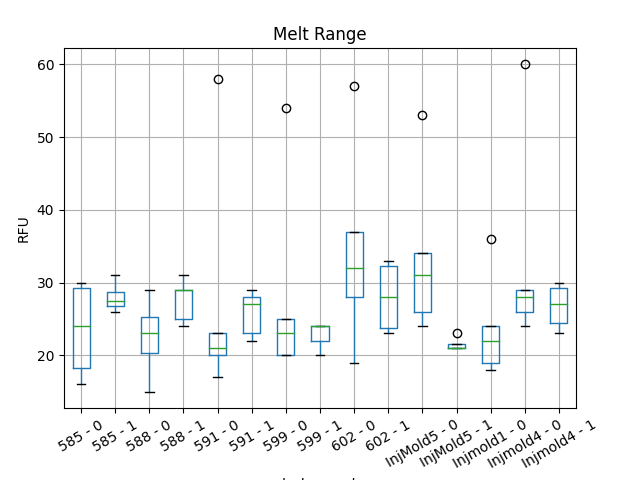 Melt Range
60
50
40
30
20
RFU
585 - 0
585 - 1
588 - 0
588 - 1
591 - 0
591 - 1
599 - 0
599 - 1
602 - 0
602 - 1
InjMold5 - 0
InjMold5 - 1
Injmold1 - 0
Injmold4 - 0
Injmold4 - 1